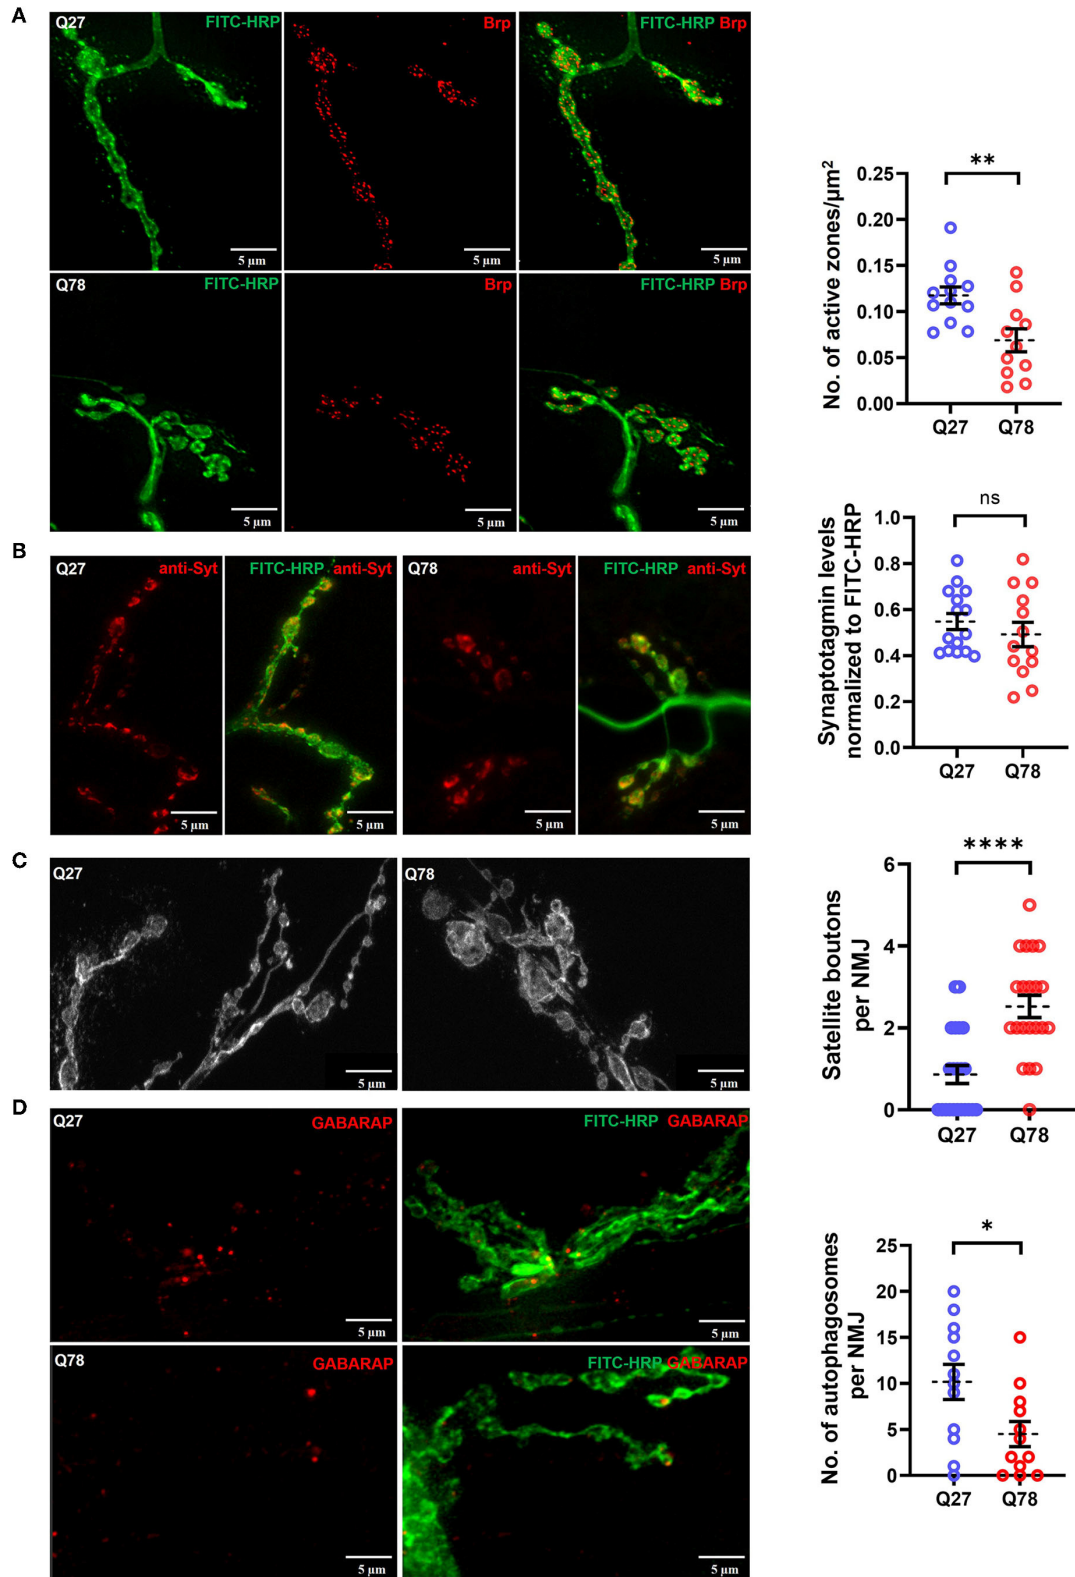 A
Q27 FITC-HRP
Brp
FITC-HRP Brp
5 µm
5 µm
5 µm
Q78 FITC-HRP
Brp
FITC-HRP Brp
5 µm
5 µm
5 µm
**
No. of active zones/µm²
0.25
0.20
0.15
0.10
0.05
0.00
Q27 Q78
B
Q27 anti-Syt
FITC-HRP anti-Syt
Q78 anti-Syt
FITC-HRP anti-Syt
5 µm
5 µm
5 µm
5 µm
ns
Synaptotagmin levels
normalized to FITC-HRP
1.0
0.8
0.6
0.4
0.2
0.0
Q27 Q78
C
Q27
Q78
5 µm
5 µm
****
Satellite boutons
per NMJ
6
4
2
0
Q27 Q78
D
Q27 GABARAP
FITC-HRP GABARAP
5 µm
5 µm
Q78 GABARAP
FITC-HRP GABARAP
5 µm
5 µm
*
No. of autophagosomes
per NMJ
25
20
15
10
5
0
Q27 Q78